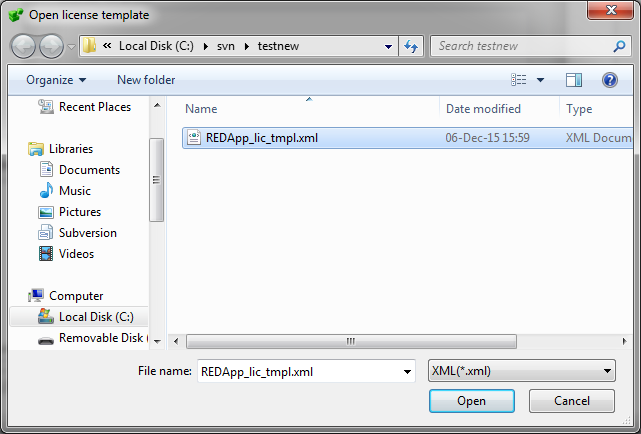 Open license template
« Local Disk (C:) ▸ svn ▸ testnew
Search testnew
Organize
New folder
Name
Date modified
Type
Recent Places
Libraries
Documents
Music
Pictures
Subversion
Videos
Computer
Local Disk (C:)
Removable Disk (
REDApp_lic_tmpl.xml
06-Dec-15 15:59
XML Docum
File name:
REDApp_lic_tmpl.xml
XML(*.xml)
Open
Cancel